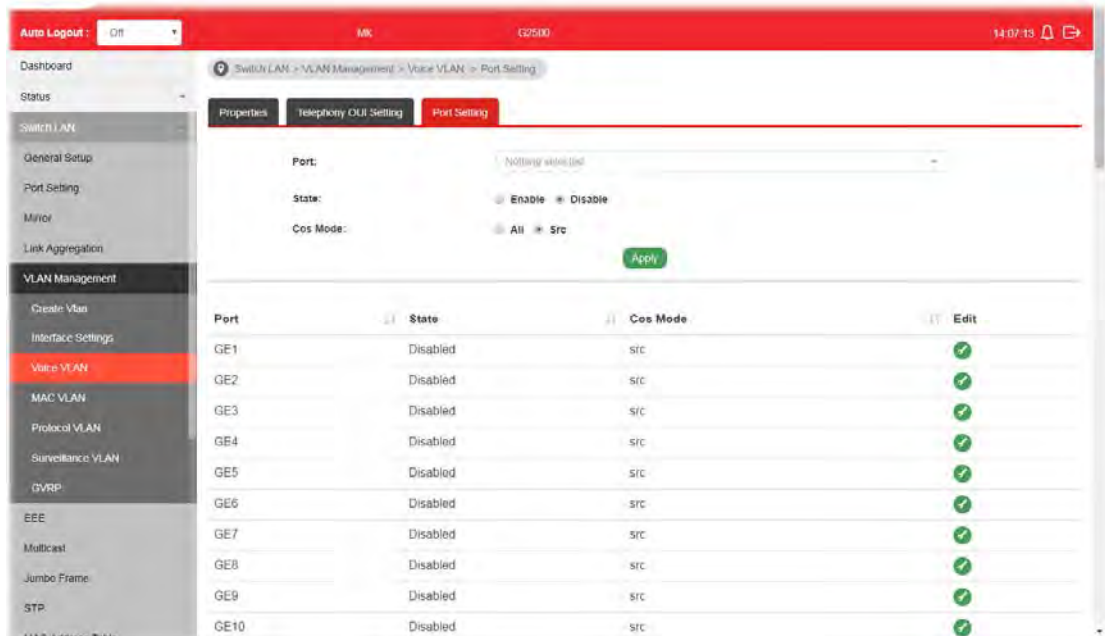 Auto Logout : Off MK G2500 14:07:13
Dashboard
Status
Switch LAN
General Setup
Port Setting
Mirror
Link Aggregation
VLAN Management
Create Vlan
Interface Settings
Voice VLAN
MAC VLAN
Protocol VLAN
Surveillance VLAN
GVRP
EEE
Multicast
Jumbo Frame
STP
Switch LAN > VLAN Management > Voice VLAN > Port Setting
Properties Telephony OUI Setting Port Setting
Port: Nothing selected
State: Enable Disable
Cos Mode: All Src
Apply
Port State Cos Mode Edit
GE1 Disabled src
GE2 Disabled src
GE3 Disabled src
GE4 Disabled src
GE5 Disabled src
GE6 Disabled src
GE7 Disabled src
GE8 Disabled src
GE9 Disabled src
GE10 Disabled src